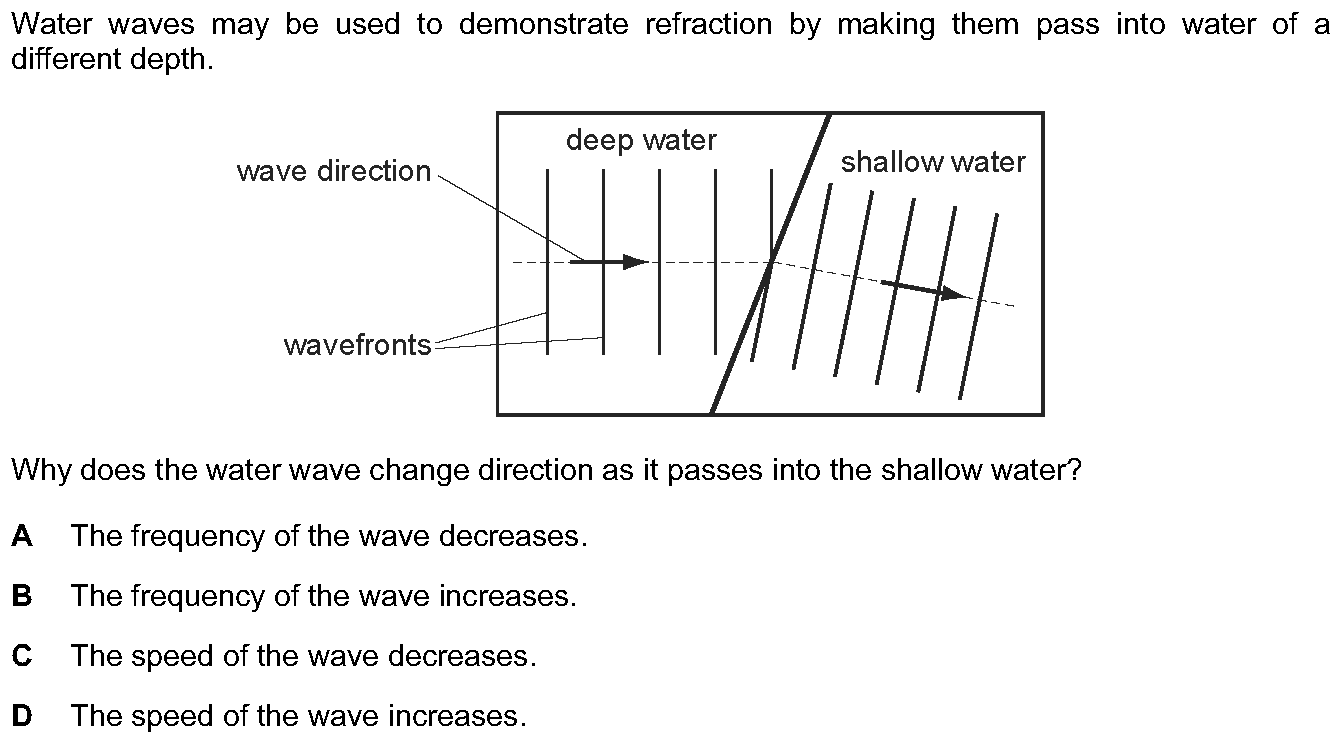 Water waves may be used to demonstrate refraction by making them pass into water of a
different depth.
deep water
wave direction
shallow water
wavefronts
Why does the water wave change direction as it passes into the shallow water?
A The frequency of the wave decreases.
B The frequency of the wave increases.
C The speed of the wave decreases.
D The speed of the wave increases.